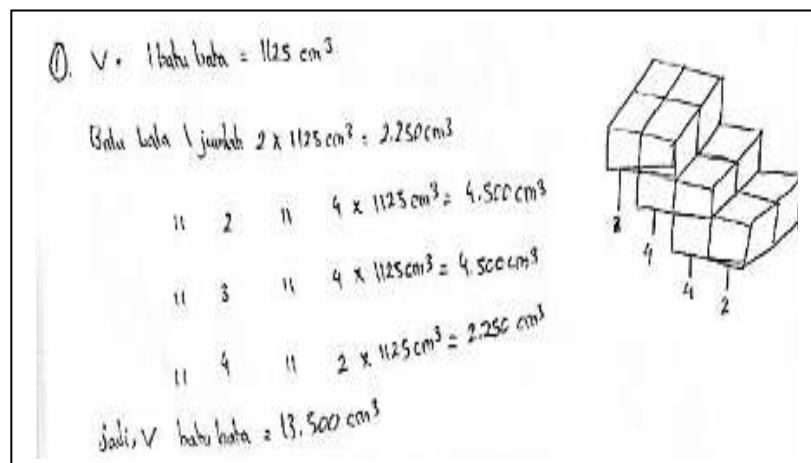 ①. V. 1 batu bata = 1125 cm³
Batu bata 1 jumlah 2 x 1125 cm³ = 2.250 cm³
" 2 " 4 x 1125 cm³ = 4.500 cm³
" 3 " 4 x 1125 cm³ = 4.500 cm³
" 4 " 2 x 1125 cm³ = 2.250 cm³
jadi, V batu bata = 13.500 cm³
4
4
2